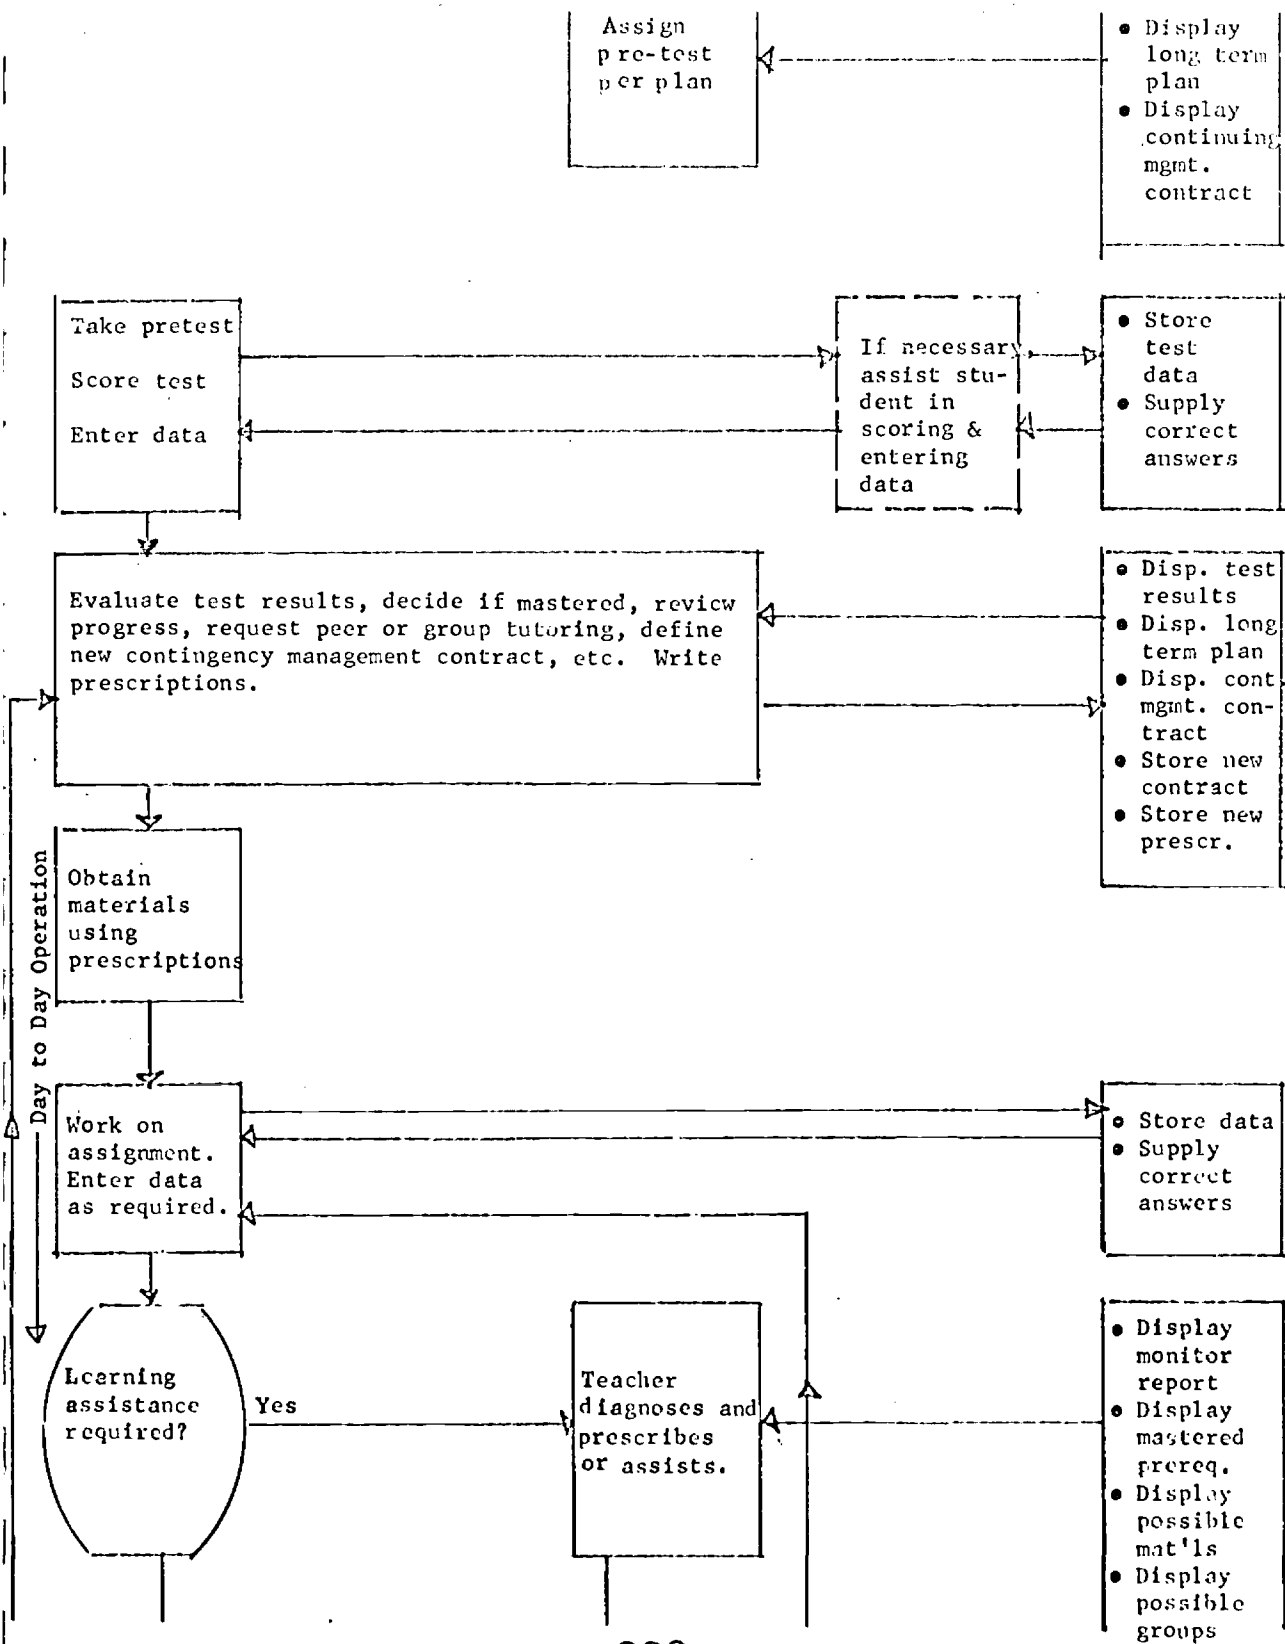 Assign
pre-test
per plan
• Display
long term
plan
• Display
continuing
mgmt.
contract
Take pretest
Score test
Enter data
If necessary
assist stu-
dent in
scoring &
entering
data
• Store
test
data
• Supply
correct
answers
Evaluate test results, decide if mastered, review
progress, request peer or group tutoring, define
new contingency management contract, etc. Write
prescriptions.
• Disp. test
results
• Disp. long
term plan
• Disp. cont
mgmt. con-
tract
• Store new
contract
• Store new
prescr.
Day to Day Operation
Obtain
materials
using
prescriptions
Work on
assignment.
Enter data
as required.
• Store data
• Supply
correct
answers
Learning
assistance
required?
Yes
Teacher
diagnoses and
prescribes
or assists.
• Display
monitor
report
• Display
mastered
prereq.
• Display
possible
mat'ls
• Display
possible
groups